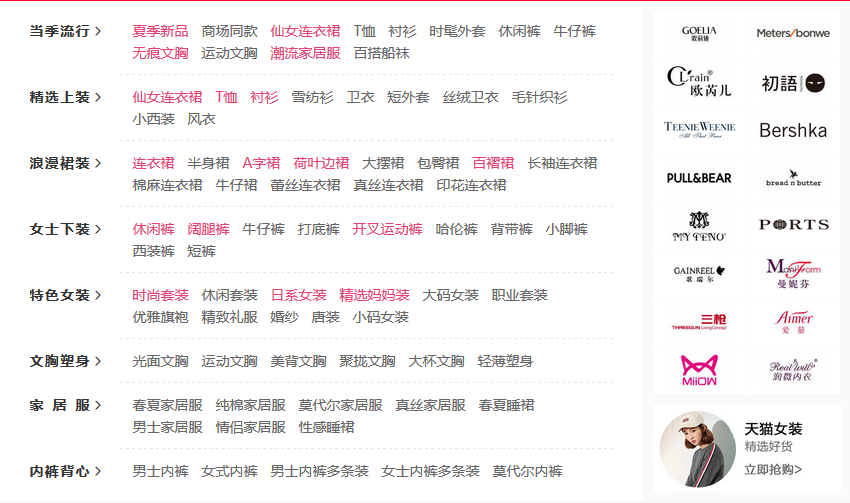 当季流行 >
夏季新品 商场同款 仙女连衣裙 T恤 衬衫 时髦外套 休闲裤 牛仔裤
无痕文胸 运动文胸 潮流家居服 百搭船袜
精选上装 >
仙女连衣裙 T恤 衬衫 雪纺衫 卫衣 短外套 丝绒卫衣 毛针织衫
小西装 风衣
浪漫裙装 >
连衣裙 半身裙 A字裙 荷叶边裙 大摆裙 包臀裙 百褶裙 长袖连衣裙
棉麻连衣裙 牛仔裙 蕾丝连衣裙 真丝连衣裙 印花连衣裙
女士下装 >
休闲裤 阔腿裤 牛仔裤 打底裤 开叉运动裤 哈伦裤 背带裤 小脚裤
西装裤 短裤
特色女装 >
时尚套装 休闲套装 日系女装 精选妈妈装 大码女装 职业套装
优雅旗袍 精致礼服 婚纱 唐装 小码女装
文胸塑身 >
光面文胸 运动文胸 美背文胸 聚拢文胸 大杯文胸 轻薄塑身
家居服 >
春夏家居服 纯棉家居服 莫代尔家居服 真丝家居服 春夏睡裙
男士家居服 情侣家居服 性感睡裙
内裤背心 >
男士内裤 女式内裤 男士内裤多条装 女士内裤多条装 莫代尔内裤
GOELIA
歌莉娅
Meters/bonwe
Clrain®
欧芮儿
初語
TEENIE WEENIE
All That Bear
Bershka
PULL&BEAR
bread n butter
MY TENO
PORTS
GAINREEL
歌瑞尔
ManiForm
曼妮芬
三枪
THREEGUN LivingConcept
Aimer
爱慕
MiiOW
Real will®
润微内衣
天猫女装
精选好货
立即抢购>